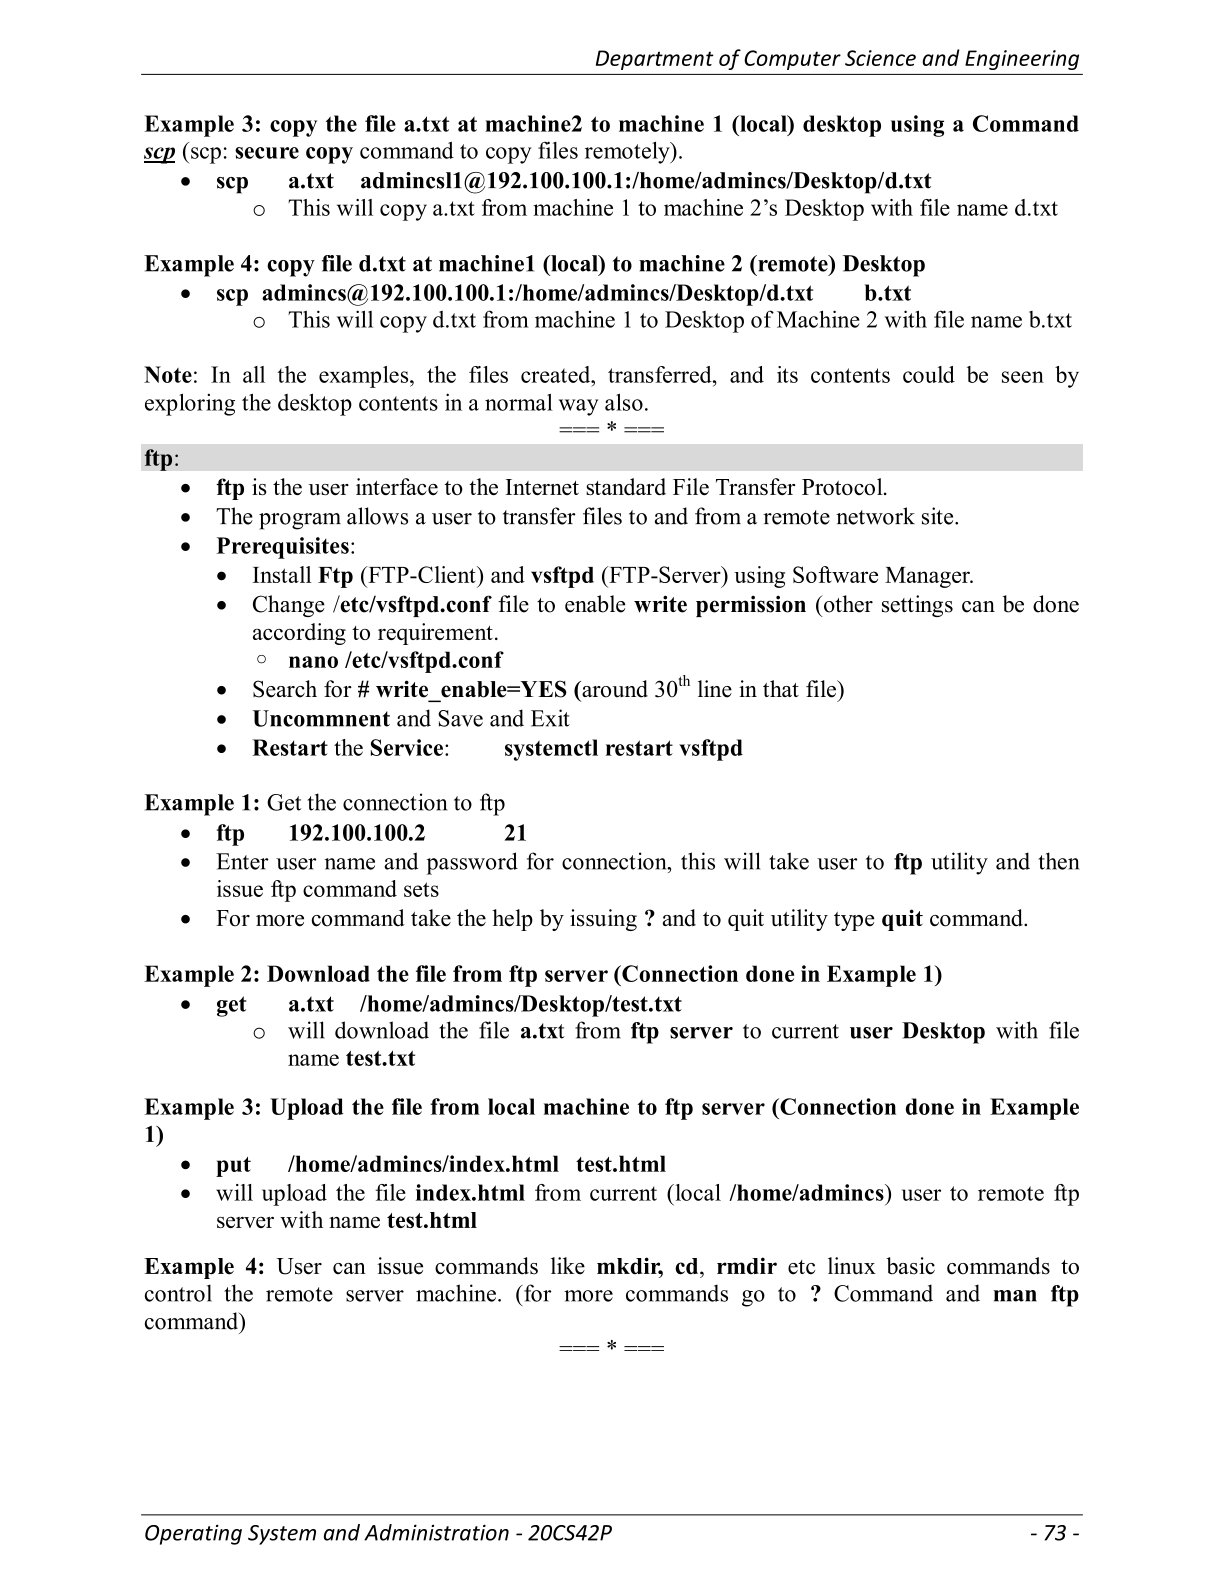 Department of Computer Science and Engineering
Example 3: copy the file a.txt at machine2 to machine 1 (local) desktop using a Command
scp (scp: secure copy command to copy files remotely).
• scp a.txt admincsl1@192.100.100.1:/home/admincs/Desktop/d.txt
o This will copy a.txt from machine 1 to machine 2’s Desktop with file name d.txt
Example 4: copy file d.txt at machine1 (local) to machine 2 (remote) Desktop
• scp admincs@192.100.100.1:/home/admincs/Desktop/d.txt b.txt
o This will copy d.txt from machine 1 to Desktop of Machine 2 with file name b.txt
Note: In all the examples, the files created, transferred, and its contents could be seen by
exploring the desktop contents in a normal way also.
=== * ===
ftp:
• ftp is the user interface to the Internet standard File Transfer Protocol.
• The program allows a user to transfer files to and from a remote network site.
• Prerequisites:
• Install Ftp (FTP-Client) and vsftpd (FTP-Server) using Software Manager.
• Change /etc/vsftpd.conf file to enable write permission (other settings can be done
according to requirement.
○ nano /etc/vsftpd.conf
• Search for # write_enable=YES (around 30th line in that file)
• Uncommnent and Save and Exit
• Restart the Service: systemctl restart vsftpd
Example 1: Get the connection to ftp
• ftp 192.100.100.2 21
• Enter user name and password for connection, this will take user to ftp utility and then
issue ftp command sets
• For more command take the help by issuing ? and to quit utility type quit command.
Example 2: Download the file from ftp server (Connection done in Example 1)
• get a.txt /home/admincs/Desktop/test.txt
o will download the file a.txt from ftp server to current user Desktop with file
name test.txt
Example 3: Upload the file from local machine to ftp server (Connection done in Example
1)
• put /home/admincs/index.html test.html
• will upload the file index.html from current (local /home/admincs) user to remote ftp
server with name test.html
Example 4: User can issue commands like mkdir, cd, rmdir etc linux basic commands to
control the remote server machine. (for more commands go to ? Command and man ftp
command)
=== * ===
Operating System and Administration - 20CS42P - 73 -